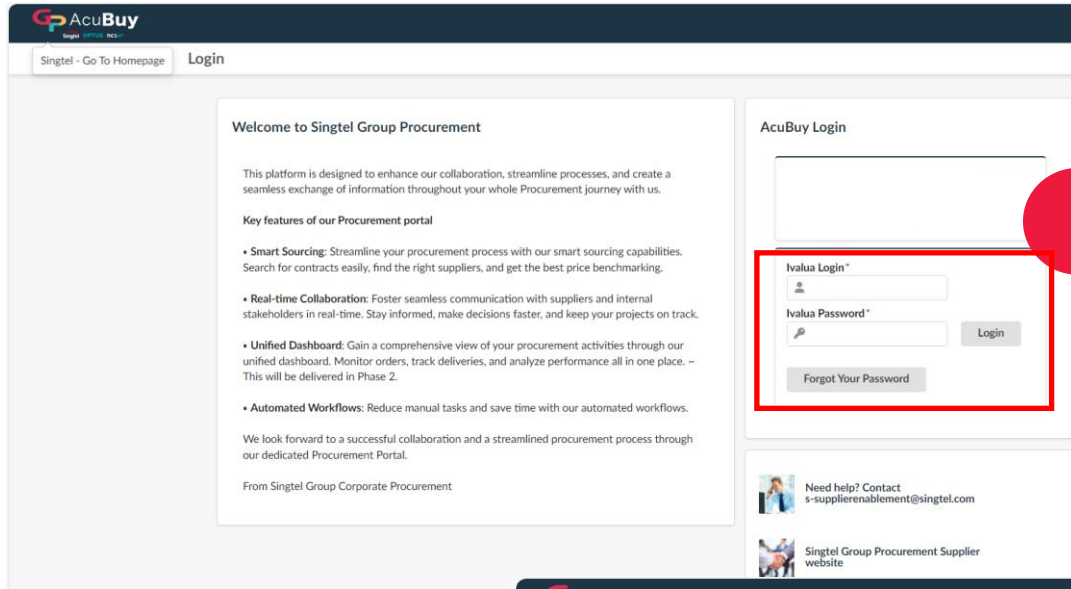 GP AcuBuy
Singtel OPTUS ncs
Singtel - Go To Homepage
Login
Welcome to Singtel Group Procurement
This platform is designed to enhance our collaboration, streamline processes, and create a
seamless exchange of information throughout your whole Procurement journey with us.
Key features of our Procurement portal
• Smart Sourcing: Streamline your procurement process with our smart sourcing capabilities.
Search for contracts easily, find the right suppliers, and get the best price benchmarking.
• Real-time Collaboration: Foster seamless communication with suppliers and internal
stakeholders in real-time. Stay informed, make decisions faster, and keep your projects on track.
• Unified Dashboard: Gain a comprehensive view of your procurement activities through our
unified dashboard. Monitor orders, track deliveries, and analyze performance all in one place. –
This will be delivered in Phase 2.
• Automated Workflows: Reduce manual tasks and save time with our automated workflows.
We look forward to a successful collaboration and a streamlined procurement process through
our dedicated Procurement Portal.
From Singtel Group Corporate Procurement
AcuBuy Login
Ivalua Login*
Ivalua Password*
Login
Forgot Your Password
Need help? Contact
s-supplierenablement@singtel.com
Singtel Group Procurement Supplier
website